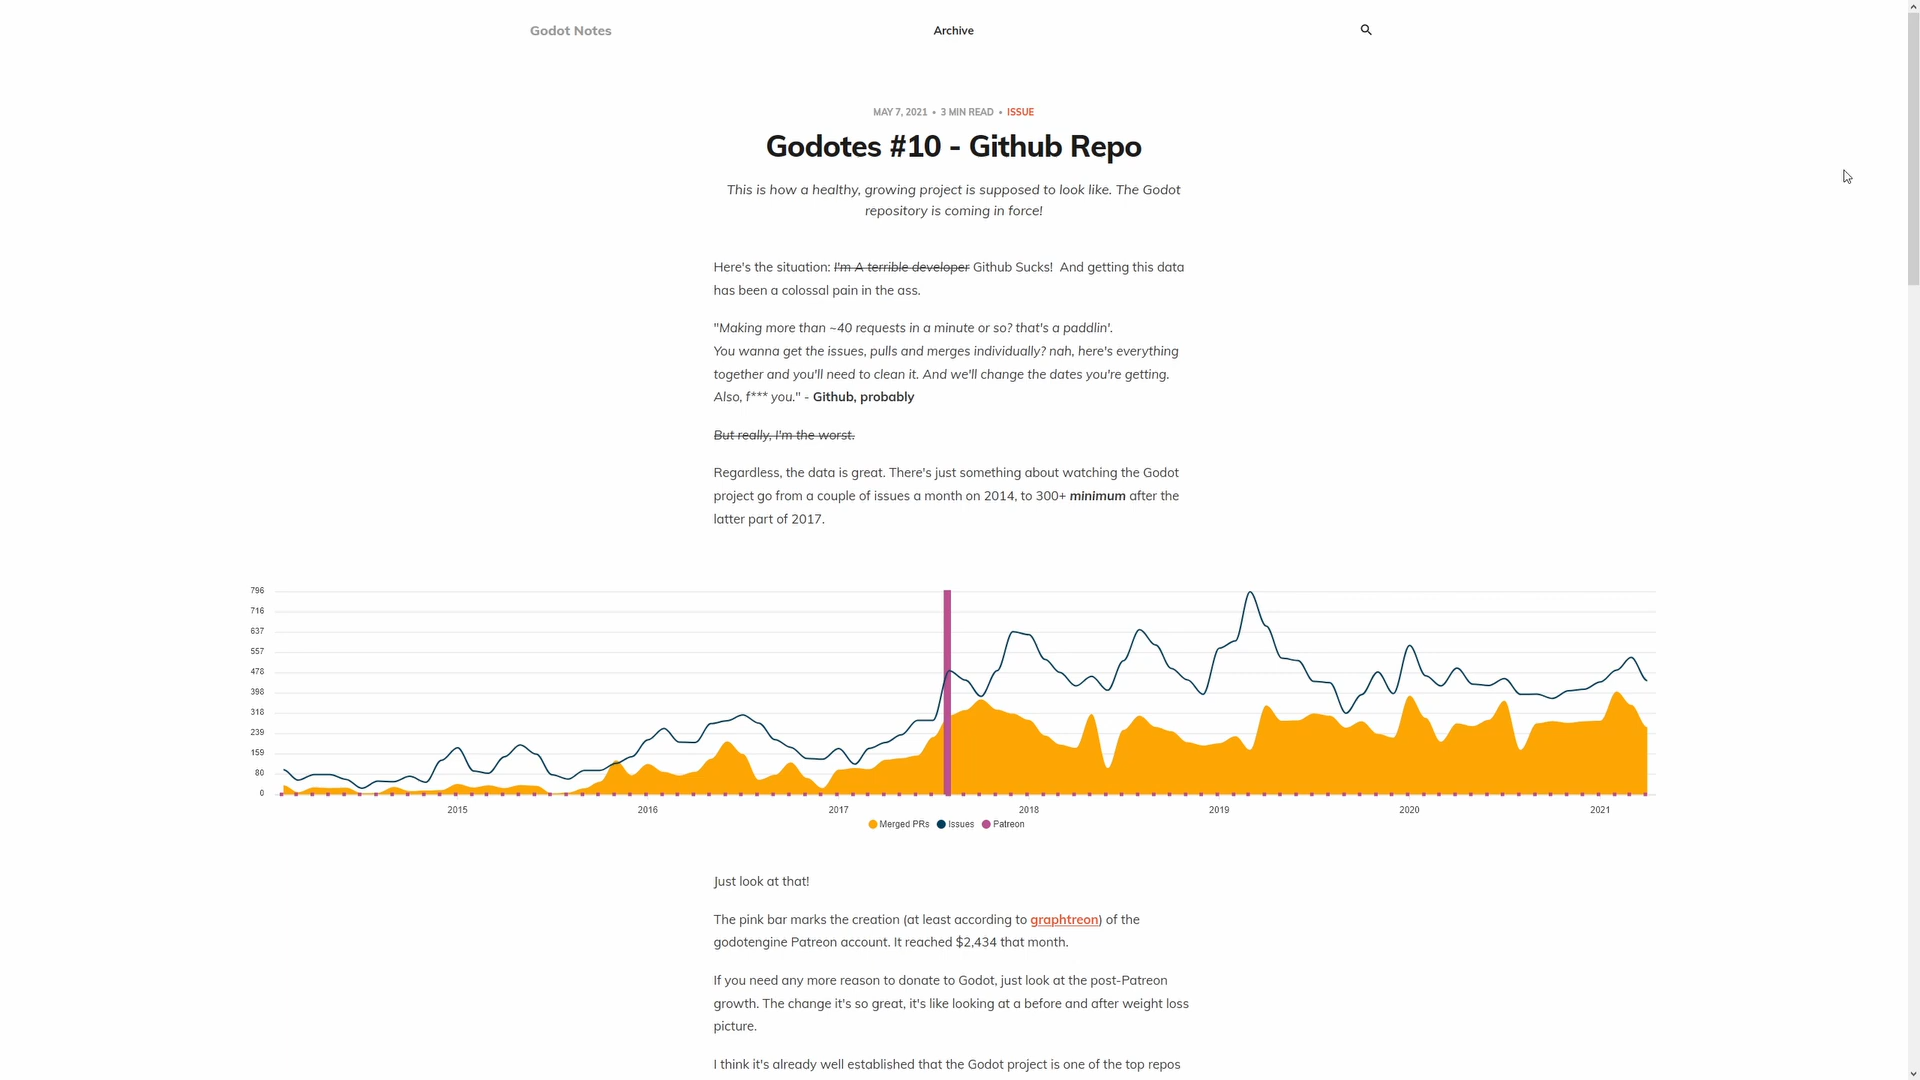 Godot Notes
Archive
MAY 7, 2021 • 3 MIN READ • ISSUE
Godotes #10 - Github Repo
This is how a healthy, growing project is supposed to look like. The Godot
repository is coming in force!
Here's the situation: I'm A terrible developer Github Sucks!  And getting this data
has been a colossal pain in the ass.
"Making more than ~40 requests in a minute or so? that's a paddlin'.
You wanna get the issues, pulls and merges individually? nah, here's everything
together and you'll need to clean it. And we'll change the dates you're getting.
Also, f*** you." - Github, probably
But really, I'm the worst.
Regardless, the data is great. There's just something about watching the Godot
project go from a couple of issues a month on 2014, to 300+ minimum after the
latter part of 2017.
796
716
637
557
478
398
318
239
159
80
0
2015 2016 2017 2018 2019 2020 2021
Merged PRs Issues Patreon
Just look at that!
The pink bar marks the creation (at least according to graphtreon) of the
godotengine Patreon account. It reached $2,434 that month.
If you need any more reason to donate to Godot, just look at the post-Patreon
growth. The change it's so great, it's like looking at a before and after weight loss
picture.
I think it's already well established that the Godot project is one of the top repos